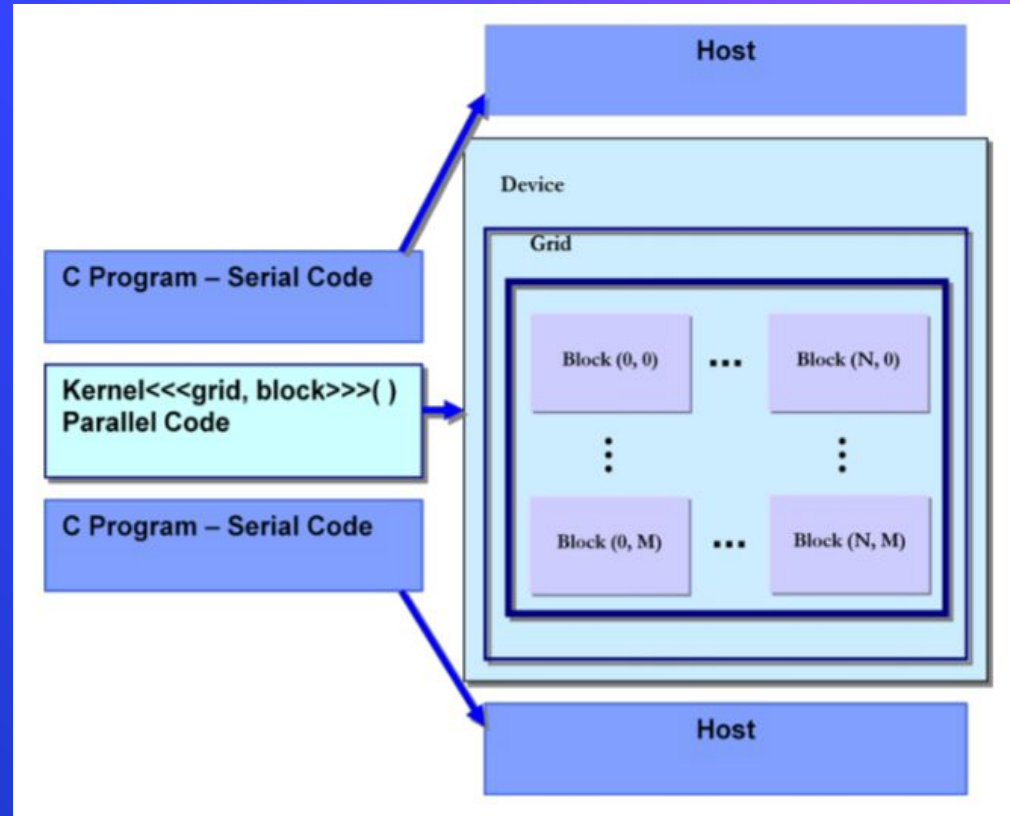 Host
Device
Grid
C Program – Serial Code
Block (0, 0) ... Block (N, 0)
Kernel<<<grid, block>>>( )
Parallel Code
C Program – Serial Code
Block (0, M) ... Block (N, M)
Host